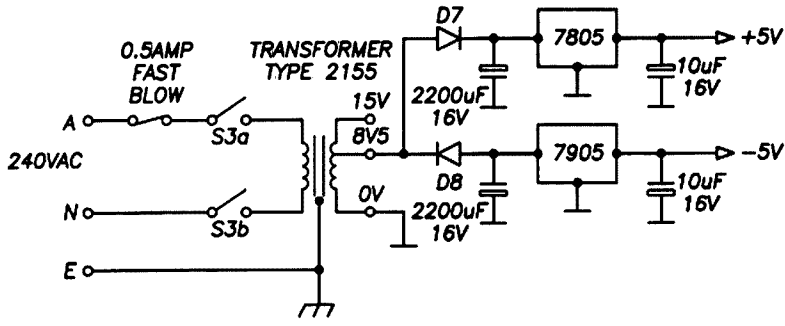 D7
0.5AMP
FAST
BLOW
TRANSFORMER
TYPE 2155
7805
+5V
2200uF
16V
10uF
16V
15V
A
S3a
8V5
7905
-5V
240VAC
D8
0V
2200uF
16V
10uF
16V
N
S3b
E